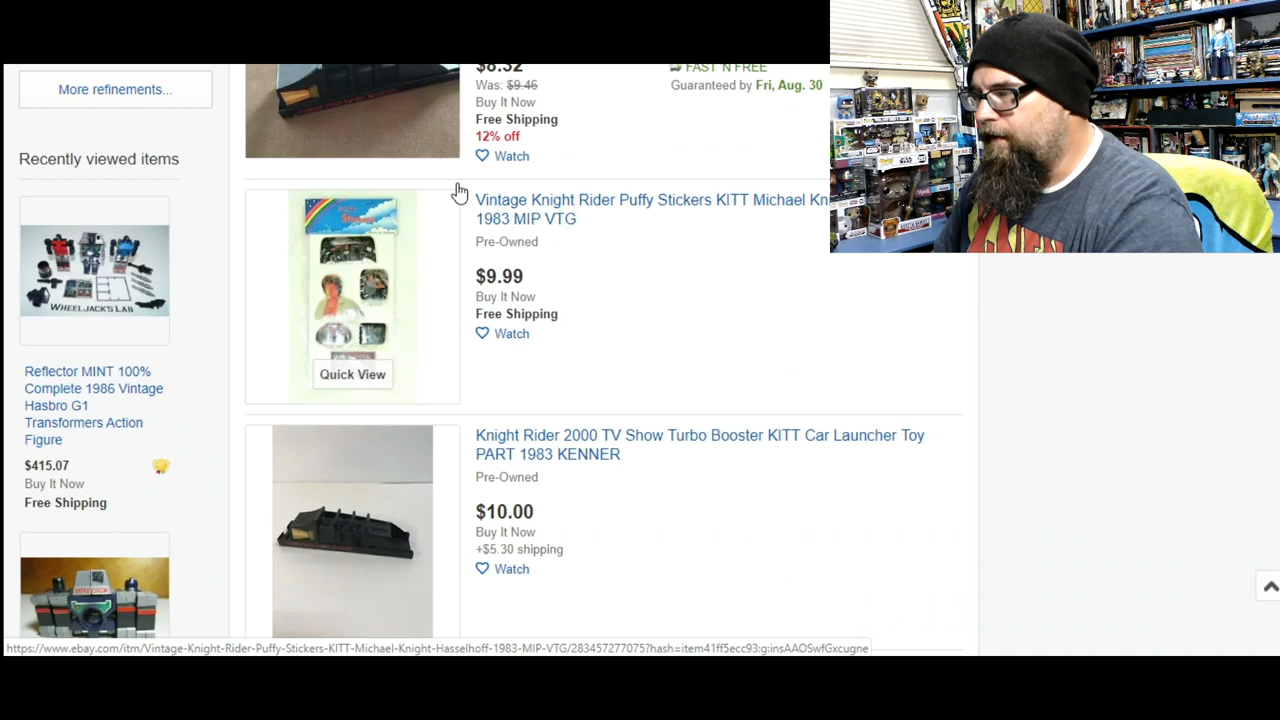 More refinements...
Recently viewed items
WHEELJACK'S LAB
Reflector MINT 100%
Complete 1986 Vintage
Hasbro G1
Transformers Action
Figure
$415.07
Buy It Now
Free Shipping
$8.32
Was: $9.46
Buy It Now
Free Shipping
12% off
Watch
FAST 'N FREE
Guaranteed by Fri, Aug. 30
Vintage Knight Rider Puffy Stickers KITT Michael Kn
1983 MIP VTG
Pre-Owned
$9.99
Buy It Now
Free Shipping
Watch
Quick View
Knight Rider 2000 TV Show Turbo Booster KITT Car Launcher Toy
PART 1983 KENNER
Pre-Owned
$10.00
Buy It Now
+$5.30 shipping
Watch
https://www.ebay.com/itm/Vintage-Knight-Rider-Puffy-Stickers-KITT-Michael-Knight-Hasselhoff-1983-MIP-VTG/283457277075?hash=item41ff5ecc93:g:insAAOSwfGxcugne